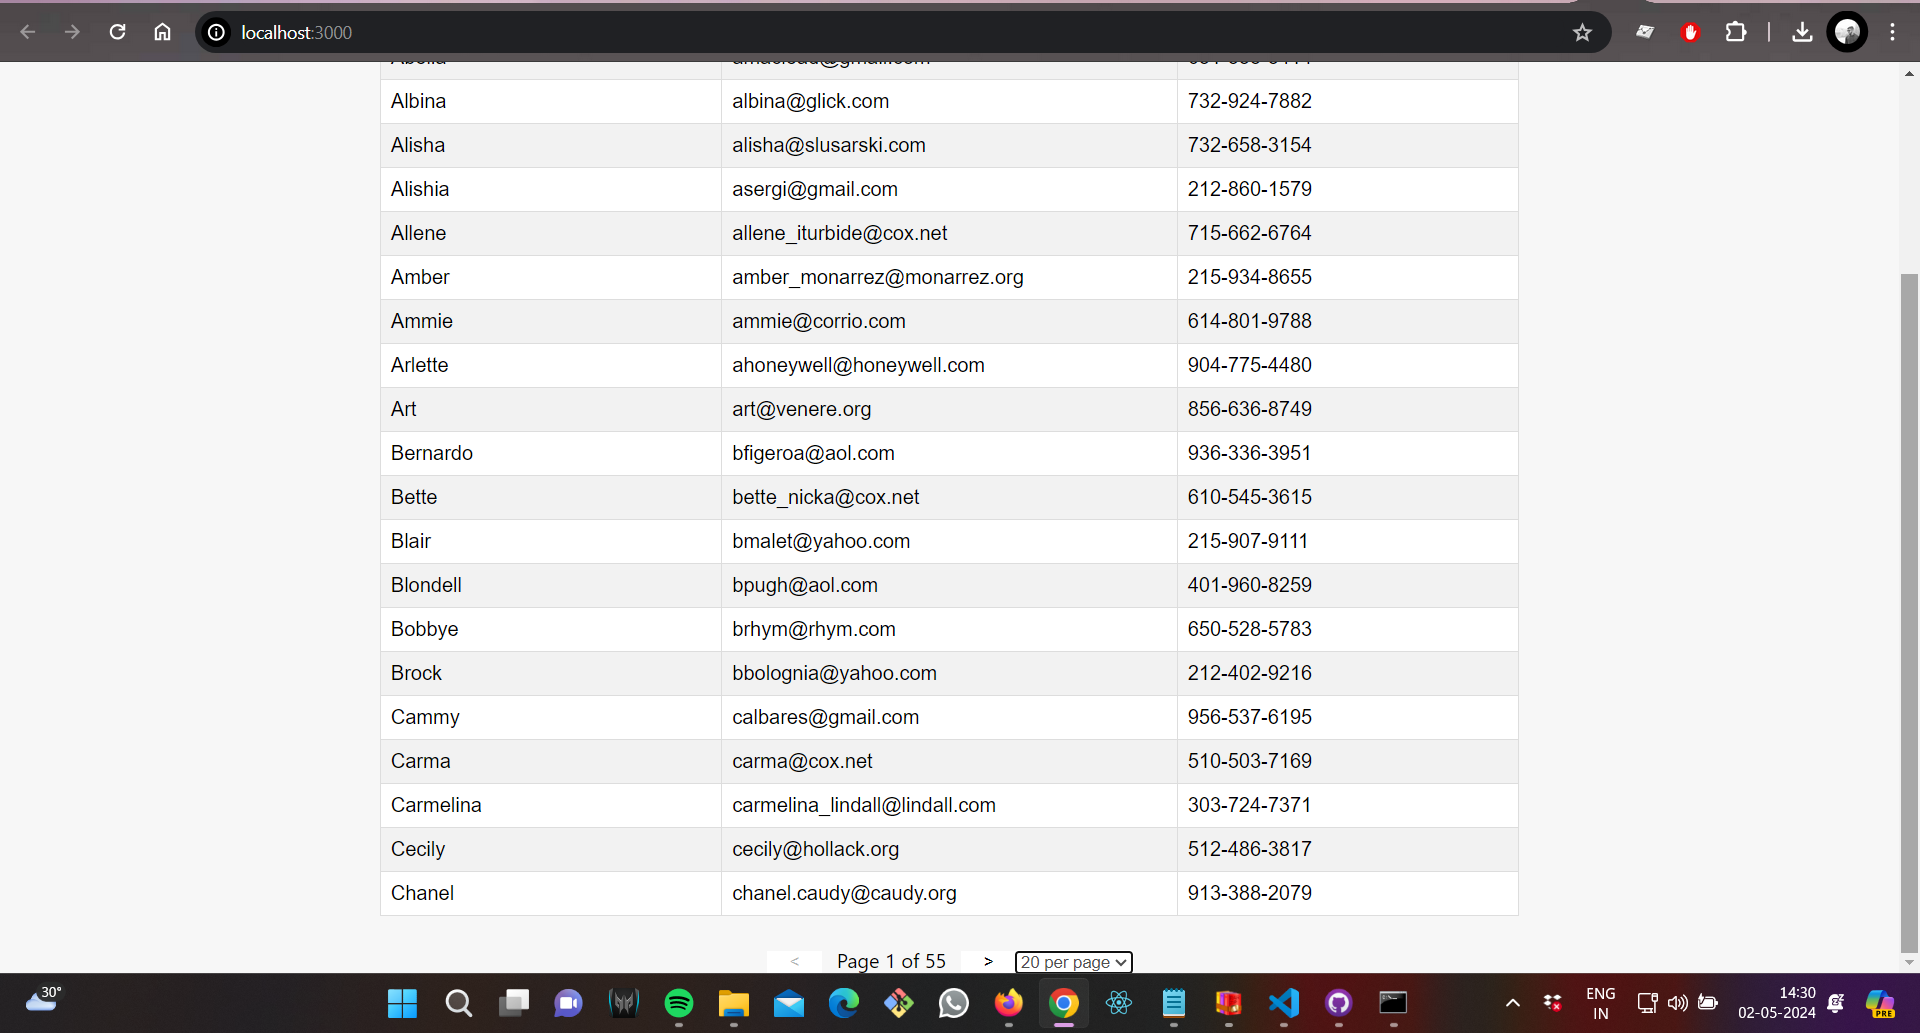 localhost:3000
Albina albina@glick.com 732-924-7882
Alisha alisha@slusarski.com 732-658-3154
Alishia asergi@gmail.com 212-860-1579
Allene allene_iturbide@cox.net 715-662-6764
Amber amber_monarrez@monarrez.org 215-934-8655
Ammie ammie@corrio.com 614-801-9788
Arlette ahoneywell@honeywell.com 904-775-4480
Art art@venere.org 856-636-8749
Bernardo bfigeroa@aol.com 936-336-3951
Bette bette_nicka@cox.net 610-545-3615
Blair bmalet@yahoo.com 215-907-9111
Blondell bpugh@aol.com 401-960-8259
Bobbye brhym@rhym.com 650-528-5783
Brock bbolognia@yahoo.com 212-402-9216
Cammy calbares@gmail.com 956-537-6195
Carma carma@cox.net 510-503-7169
Carmelina carmelina_lindall@lindall.com 303-724-7371
Cecily cecily@hollack.org 512-486-3817
Chanel chanel.caudy@caudy.org 913-388-2079
< Page 1 of 55 > 20 per page
30°
ENG
IN
14:30
02-05-2024
PRE